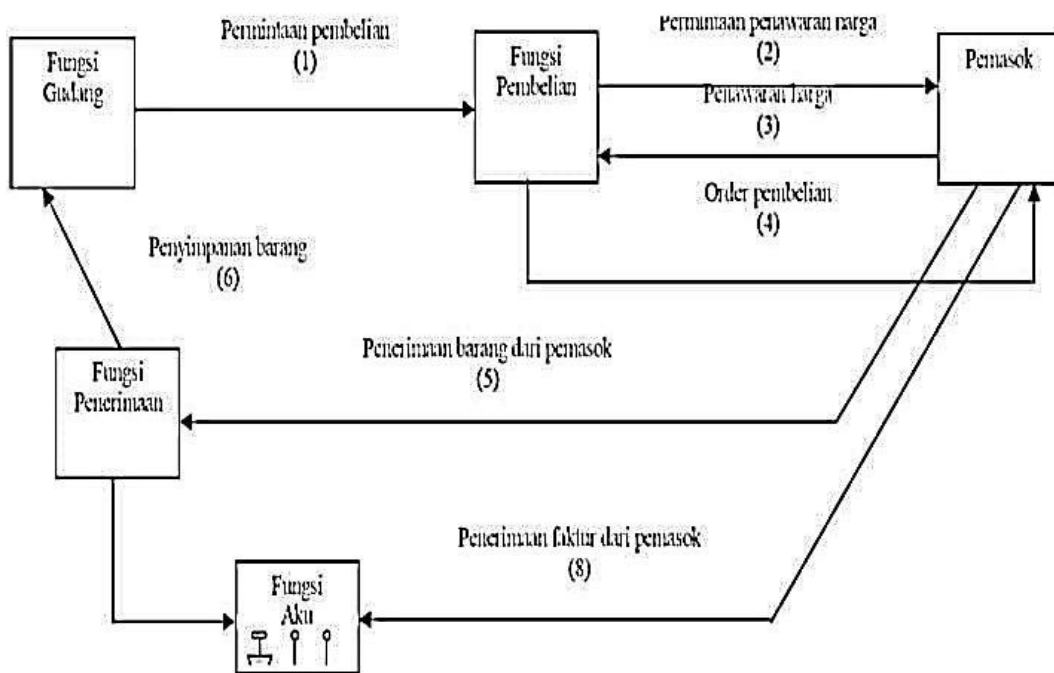 Permintaan pembelian
(1)
Permintaan penawaran harga
(2)
Fungsi
Gudang
Fungsi
Pembelian
Pemasok
Penawaran harga
(3)
Order pembelian
(4)
Penyimpanan barang
(6)
Penerimaan barang dari pemasok
(5)
Fungsi
Penerimaan
Penerimaan faktur dari pemasok
(8)
Fungsi
Aku